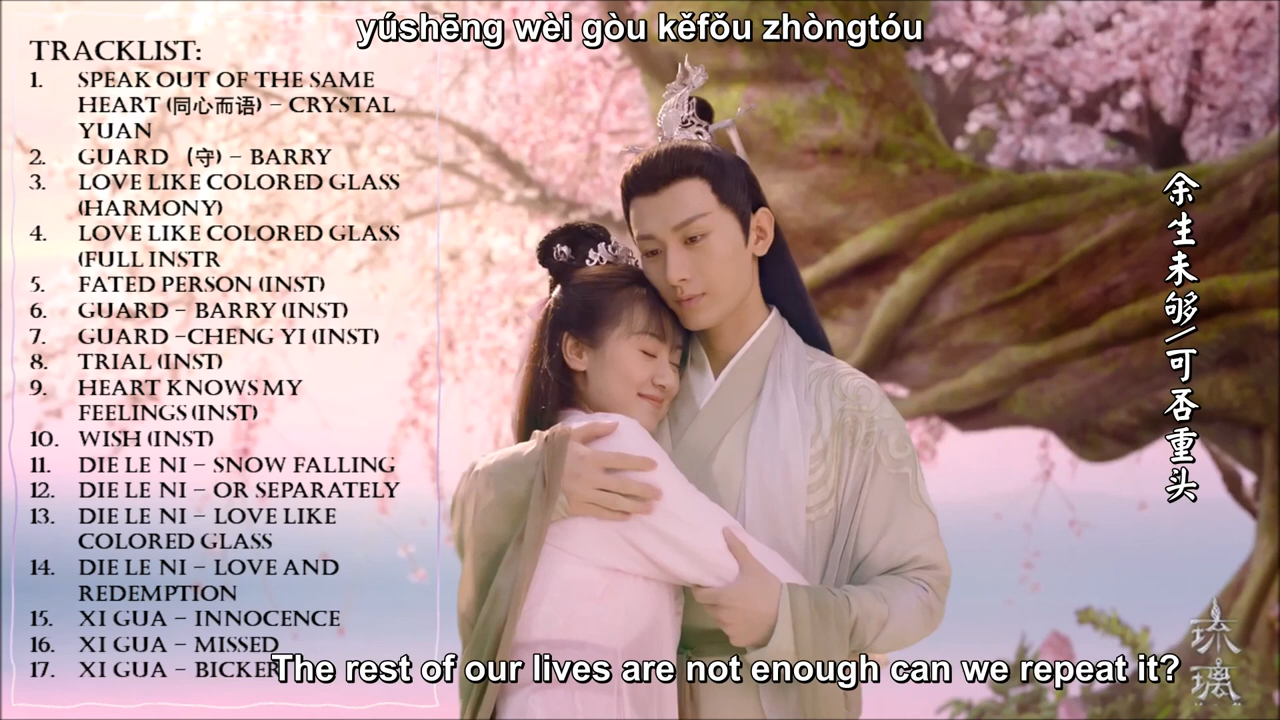 yúshēng wèi gòu kěfǒu zhòngtóu
TRACKLIST:
1. SPEAK OUT OF THE SAME
HEART (同心而语) – CRYSTAL
YUAN
2. GUARD （守) – BARRY
3. LOVE LIKE COLORED GLASS
(HARMONY)
4. LOVE LIKE COLORED GLASS
(FULL INSTR
5. FATED PERSON (INST)
6. GUARD – BARRY (INST)
7. GUARD –CHENG YI (INST)
8. TRIAL (INST)
9. HEART KNOWS MY
FEELINGS (INST)
10. WISH (INST)
11. DIE LE NI – SNOW FALLING
12. DIE LE NI – OR SEPARATELY
13. DIE LE NI – LOVE LIKE
COLORED GLASS
14. DIE LE NI – LOVE AND
REDEMPTION
15. XI GUA – INNOCENCE
16. XI GUA – MISSED
17. XI GUA – BICKER
余生未够/可否重头
The rest of our lives are not enough can we repeat it?
琉璃